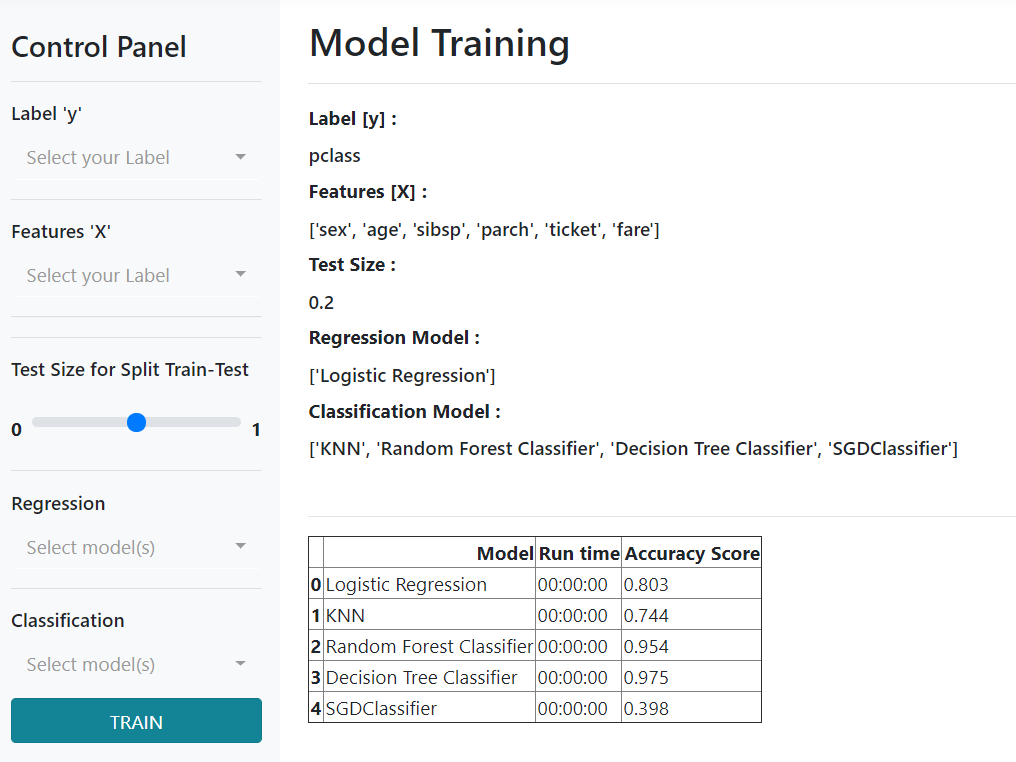 Control Panel
Label 'y'
Select your Label
Features 'X'
Select your Label
Test Size for Split Train-Test
0 1
Regression
Select model(s)
Classification
Select model(s)
TRAIN
Model Training
Label [y] :
pclass
Features [X] :
['sex', 'age', 'sibsp', 'parch', 'ticket', 'fare']
Test Size :
0.2
Regression Model :
['Logistic Regression']
Classification Model :
['KNN', 'Random Forest Classifier', 'Decision Tree Classifier', 'SGDClassifier']
Model Run time Accuracy Score
0 Logistic Regression 00:00:00 0.803
1 KNN 00:00:00 0.744
2 Random Forest Classifier 00:00:00 0.954
3 Decision Tree Classifier 00:00:00 0.975
4 SGDClassifier 00:00:00 0.398